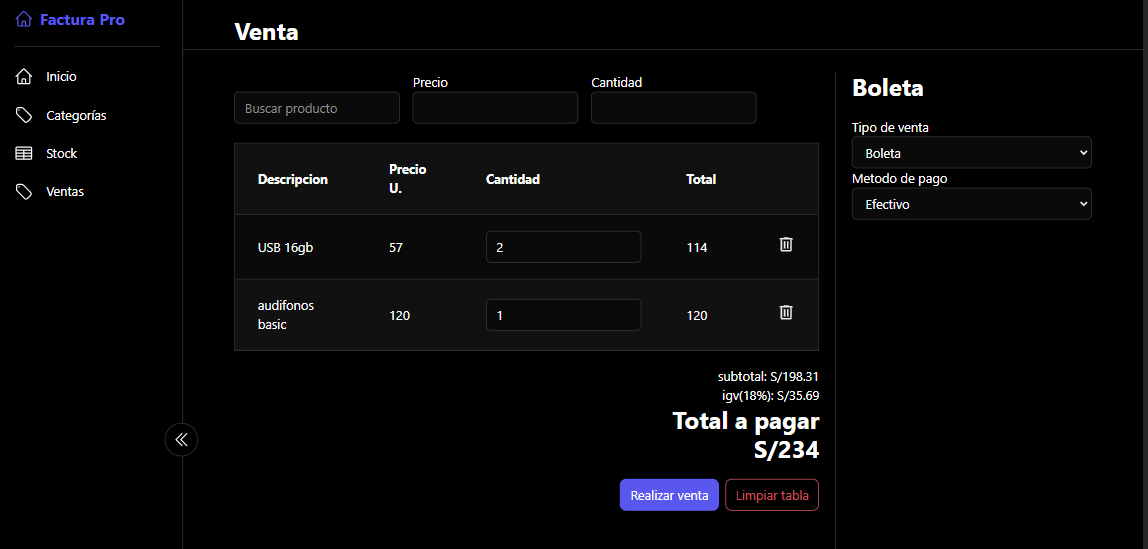 Factura Pro
Inicio
Categorías
Stock
Ventas
Venta
Buscar producto
Precio
Cantidad
Descripcion Precio U. Cantidad Total
USB 16gb 57 2 114
audifonos basic 120 1 120
subtotal: S/198.31
igv(18%): S/35.69
Total a pagar
S/234
Realizar venta Limpiar tabla
Boleta
Tipo de venta
Boleta
Metodo de pago
Efectivo